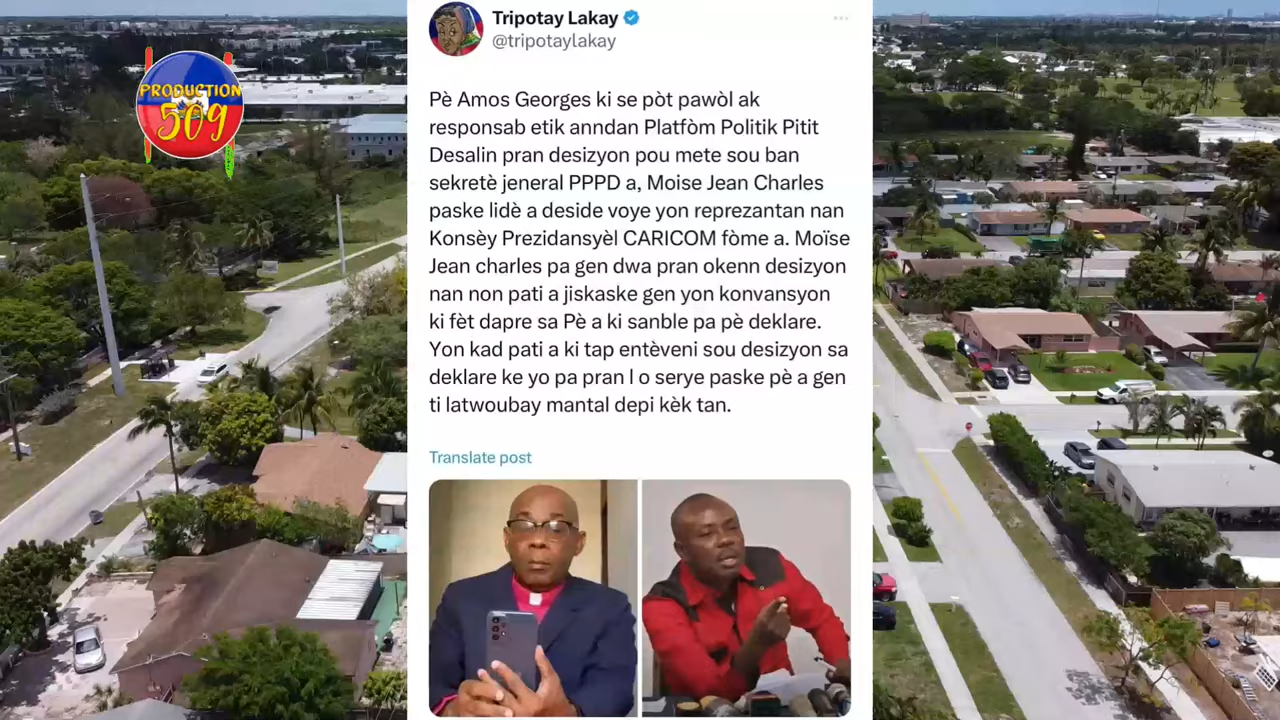 PRODUCTION
509
Tripotay Lakay
@tripotaylakay
Pè Amos Georges ki se pòt pawòl ak
responsab etik anndan Platfòm Politik Pitit
Desalin pran desizyon pou mete sou ban
sekretè jeneral PPPD a, Moise Jean Charles
paske lidè a deside voye yon reprezantan nan
Konsèy Prezidansyèl CARICOM fòme a. Moïse
Jean charles pa gen dwa pran okenn desizyon
nan non pati a jiskaske gen yon konvansyon
ki fèt dapre sa Pè a ki sanble pa pè deklare.
Yon kad pati a ki tap entèveni sou desizyon sa
deklare ke yo pa pran l o serye paske pè a gen
ti latwoubay mantal depi kèk tan.
Translate post